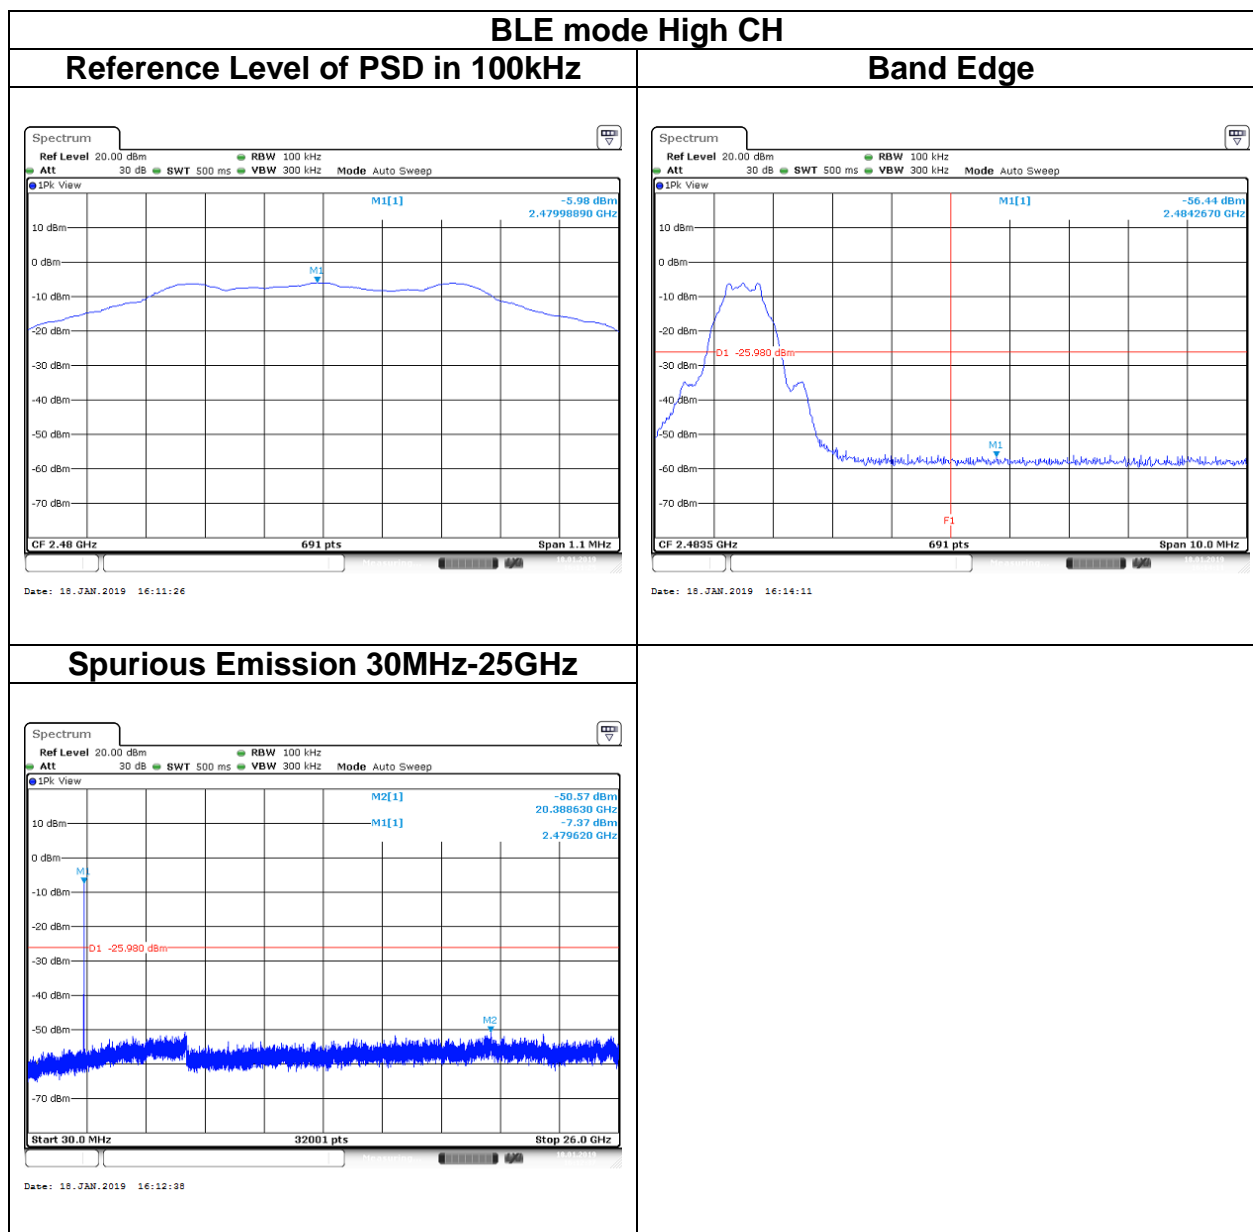 BLE mode High CH
Reference Level of PSD in 100kHz
Band Edge
Spectrum
Ref Level 20.00 dBm RBW 100 kHz
Att 30 dB SWT 500 ms VBW 300 kHz Mode Auto Sweep
1Pk View
M1[1] -5.98 dBm
2.47998890 GHz
10 dBm
0 dBm
M1
-10 dBm
-20 dBm
-30 dBm
-40 dBm
-50 dBm
-60 dBm
-70 dBm
CF 2.48 GHz 691 pts Span 1.1 MHz
Date: 18.JAN.2019 16:11:26
Spectrum
Ref Level 20.00 dBm RBW 100 kHz
Att 30 dB SWT 500 ms VBW 300 kHz Mode Auto Sweep
1Pk View
M1[1] -56.44 dBm
2.4842670 GHz
10 dBm
0 dBm
-10 dBm
-20 dBm
D1 -25.980 dBm
-30 dBm
-40 dBm
-50 dBm
M1
-60 dBm
-70 dBm
F1
CF 2.4835 GHz 691 pts Span 10.0 MHz
Date: 18.JAN.2019 16:14:11
Spurious Emission 30MHz-25GHz
Spectrum
Ref Level 20.00 dBm RBW 100 kHz
Att 30 dB SWT 500 ms VBW 300 kHz Mode Auto Sweep
1Pk View
M2[1] -50.57 dBm
20.388630 GHz
10 dBm M1[1] -7.37 dBm
2.479620 GHz
0 dBm
M1
-10 dBm
-20 dBm
D1 -25.980 dBm
-30 dBm
-40 dBm
M2
-50 dBm
-70 dBm
Start 30.0 MHz 32001 pts Stop 26.0 GHz
Date: 18.JAN.2019 16:12:38